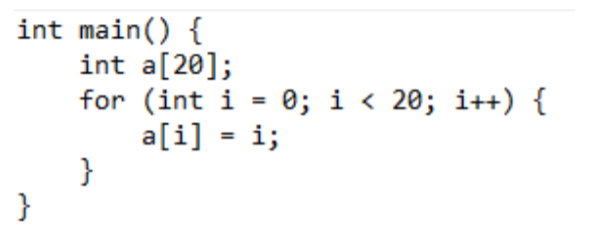 int main() {
    int a[20];
    for (int i = 0; i < 20; i++) {
        a[i] = i;
    }
}